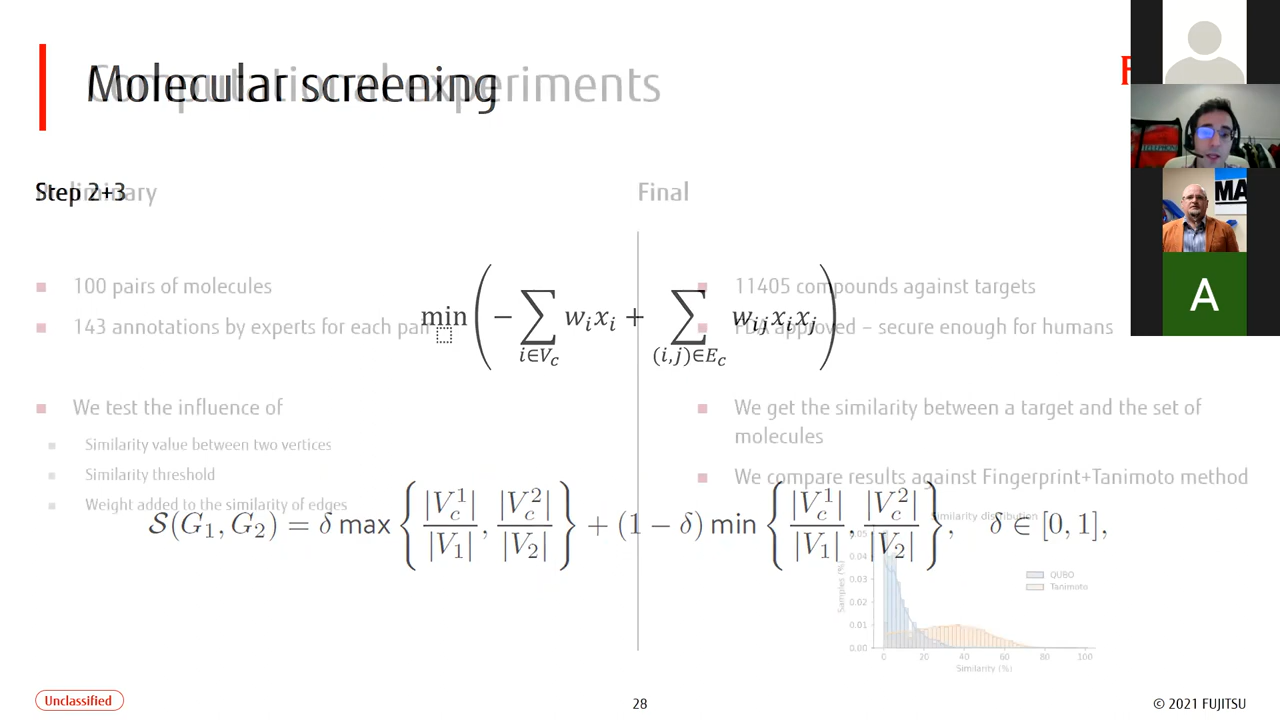 Molecular screening
Computational experiments
F
Step 2+3
Preliminary
Final
100 pairs of molecules
143 annotations by experts for each pair
11405 compounds against targets
FDA approved – secure enough for humans
min ( − ∑ i∈V_c w_i x_i + ∑ (i,j)∈E_c w_ij x_i x_j )
We test the influence of
Similarity value between two vertices
Similarity threshold
Weight added to the similarity of edges
We get the similarity between a target and the set of
molecules
We compare results against Fingerprint+Tanimoto method
S(G_1, G_2) = δ max { |V_c^1| / |V_1| , |V_c^2| / |V_2| } + (1 − δ) min { |V_c^1| / |V_1| , |V_c^2| / |V_2| } , δ ∈ [0, 1],
Similarity distribution
Samples (%)
0.05
0.04
0.03
0.02
0.01
0.00
QUBO
Tanimoto
0 20 40 60 80 100
Similarity (%)
MA
A
Unclassified
28
© 2021 FUJITSU